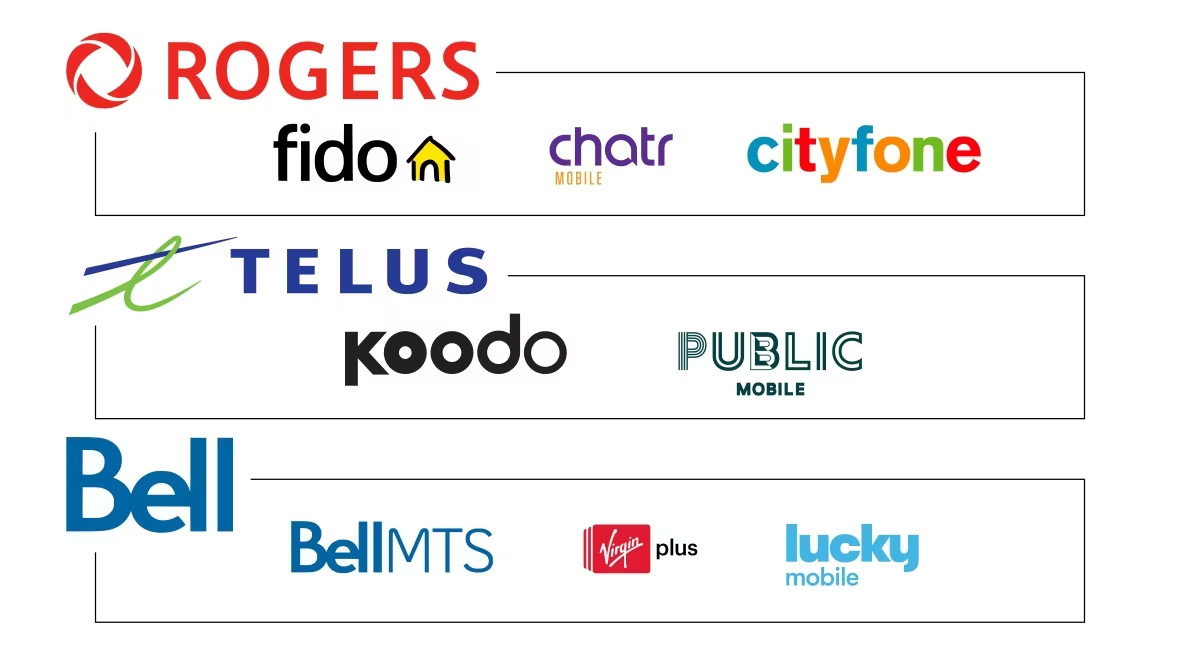 ROGERS
fido
chatr
MOBILE
cityfone
TELUS
koodo
PUBLIC
MOBILE
Bell
BellMTS
Virgin plus
lucky
mobile